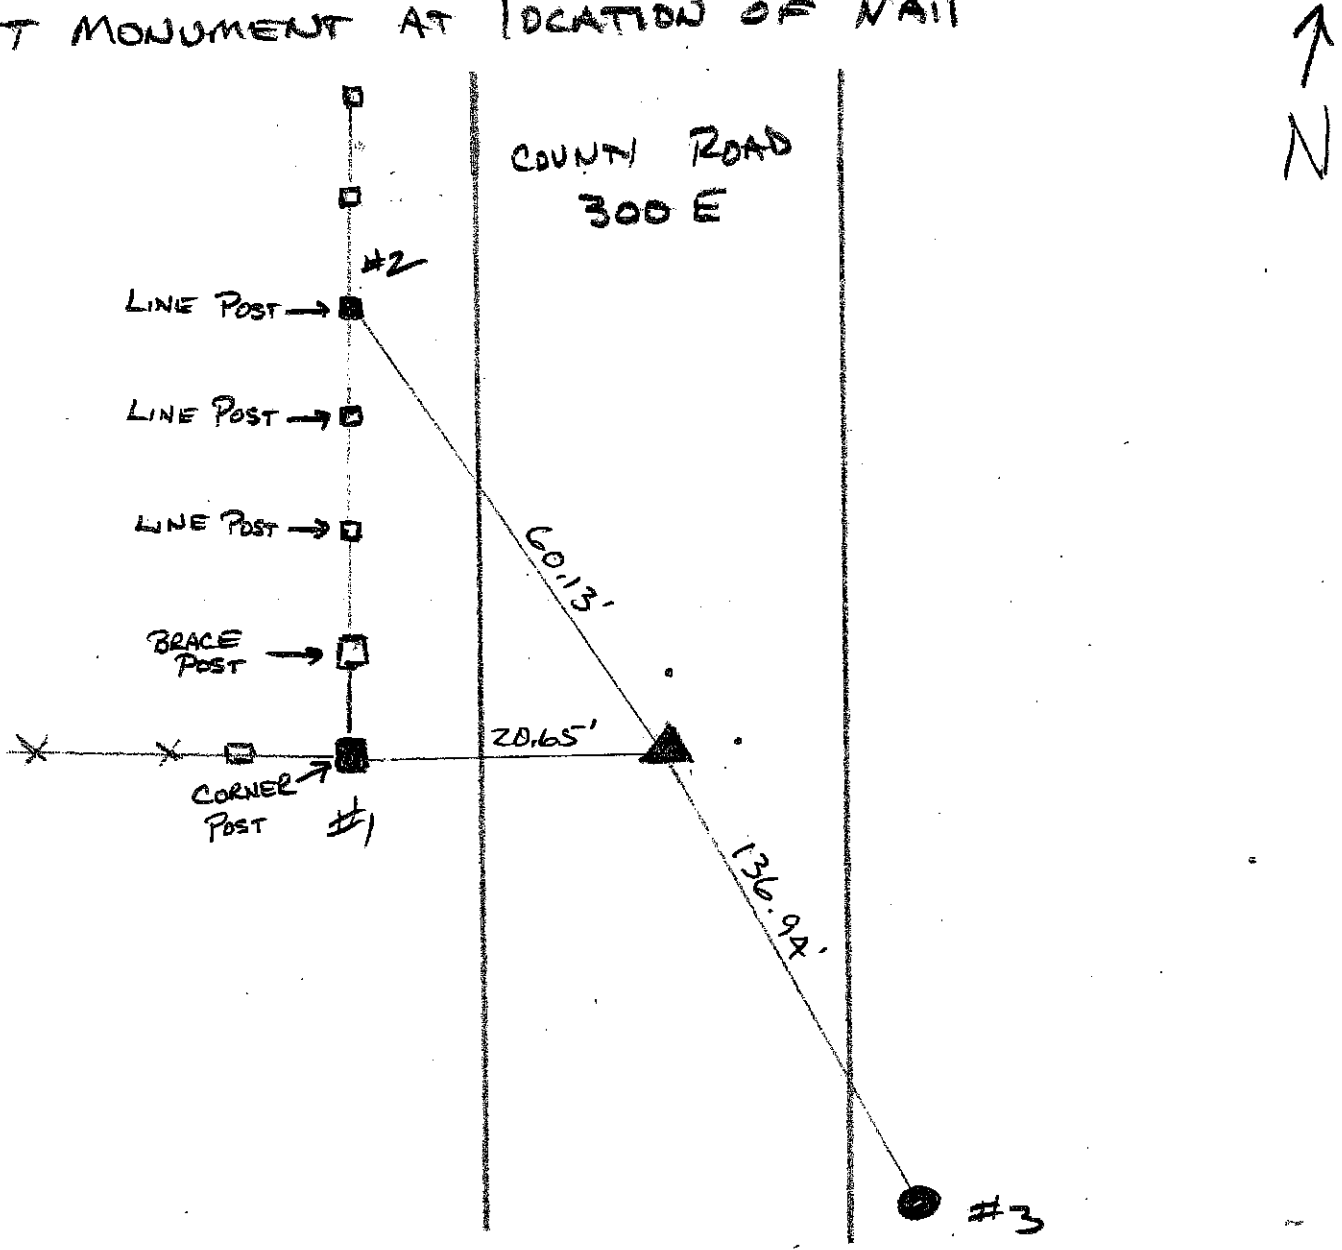 T MONUMENT AT LOCATION OF NAIL
N
COUNTY ROAD
300 E
#2
LINE POST
LINE POST
LINE POST
60.13'
BRACE
POST
20.65'
CORNER
POST
#1
136.94'
#3